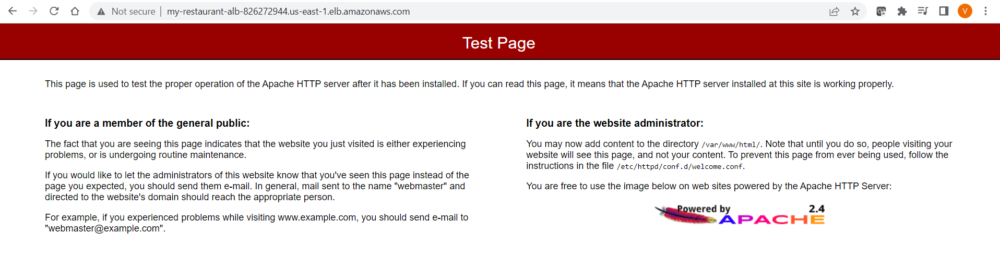 Not secure
my-restaurant-alb-826272944.us-east-1.elb.amazonaws.com
V
Test Page
This page is used to test the proper operation of the Apache HTTP server after it has been installed. If you can read this page, it means that the Apache HTTP server installed at this site is working properly.
If you are a member of the general public:
The fact that you are seeing this page indicates that the website you just visited is either experiencing
problems, or is undergoing routine maintenance.
If you would like to let the administrators of this website know that you've seen this page instead of the
page you expected, you should send them e-mail. In general, mail sent to the name "webmaster" and
directed to the website's domain should reach the appropriate person.
For example, if you experienced problems while visiting www.example.com, you should send e-mail to
"webmaster@example.com".
If you are the website administrator:
You may now add content to the directory /var/www/html/. Note that until you do so, people visiting your
website will see this page, and not your content. To prevent this page from ever being used, follow the
instructions in the file /etc/httpd/conf.d/welcome.conf.
You are free to use the image below on web sites powered by the Apache HTTP Server:
Powered by 2.4
APACHE